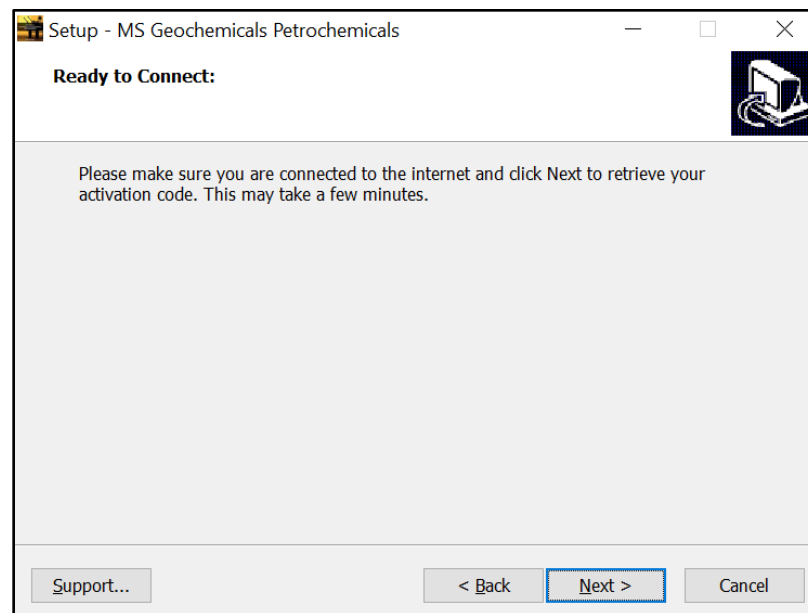 Setup - MS Geochemicals Petrochemicals
Ready to Connect:
Please make sure you are connected to the internet and click Next to retrieve your
activation code. This may take a few minutes.
Support...
< Back
Next >
Cancel